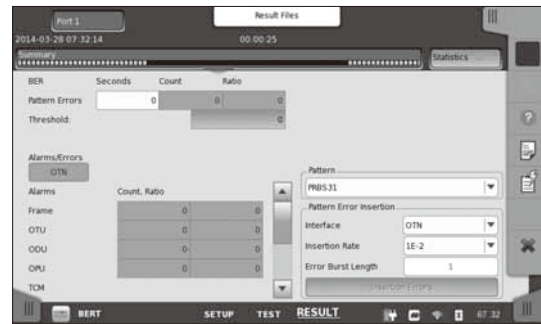 Port 1
Result Files
2014-03-28 07:32:14
00:00:25
Summary
Statistics
BER
Seconds Count Ratio
Pattern Errors 0 0 0
Threshold: 0
Alarms/Errors
OTN
Alarms Count, Ratio
Frame 0 0
OTU 0 0
ODU 0 0
OPU 0 0
TCM
Pattern
PRBS31
Pattern Error Insertion
Interface OTN
Insertion Rate 1E-2
Error Burst Length 1
Insertion Errors
BERT SETUP TEST RESULT 07:32